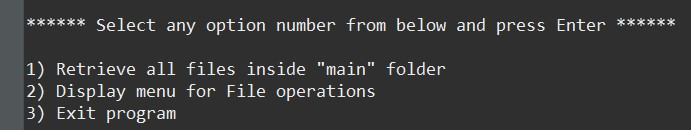 ****** Select any option number from below and press Enter ******
1) Retrieve all files inside "main" folder
2) Display menu for File operations
3) Exit program